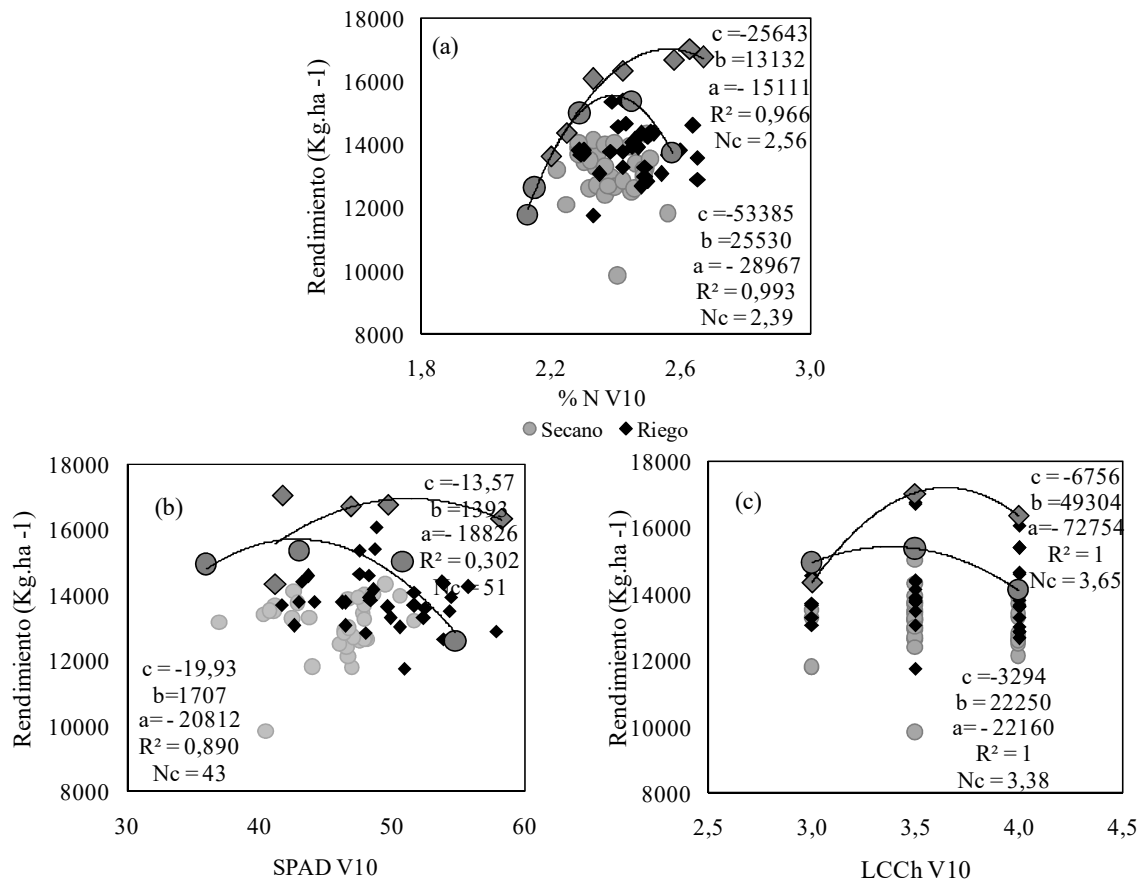 18000
16000
14000
12000
10000
8000
Rendimiento (Kg.ha -1)
(a)
c =-25643
b =13132
a =- 15111
R² = 0,966
Nc = 2,56
c =-53385
b =25530
a =- 28967
R² = 0,993
Nc = 2,39
1,8 2,2 2,6 3,0
% N V10
Secano Riego
18000
16000
14000
12000
10000
8000
Rendimiento (Kg.ha -1)
(b)
c =-13,57
b =1393
a=- 18826
R² = 0,302
Nc = 51
c = -19,93
b=1707
a=- 20812
R² = 0,890
Nc = 43
30 40 50 60
SPAD V10
18000
16000
14000
12000
10000
8000
Rendimiento (Kg.ha -1)
(c)
c =-6756
b =49304
a=-72754
R² = 1
Nc = 3,65
c =-3294
b = 22250
a= - 22160
R² = 1
Nc = 3,38
2,5 3,0 3,5 4,0 4,5
LCCh V10